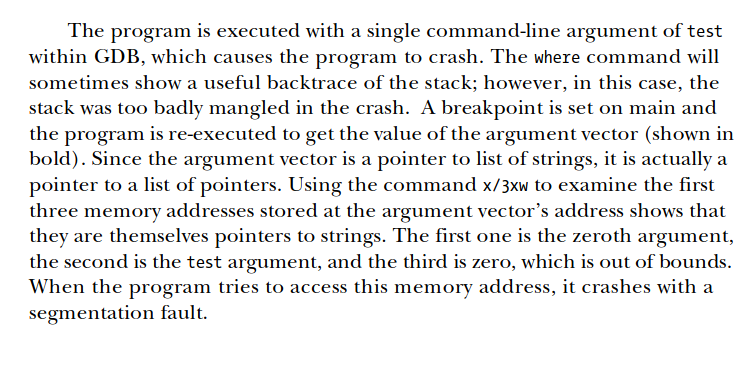 The program is executed with a single command-line argument of test
within GDB, which causes the program to crash. The where command will
sometimes show a useful backtrace of the stack; however, in this case, the
stack was too badly mangled in the crash. A breakpoint is set on main and
the program is re-executed to get the value of the argument vector (shown in
bold). Since the argument vector is a pointer to list of strings, it is actually a
pointer to a list of pointers. Using the command x/3xw to examine the first
three memory addresses stored at the argument vector’s address shows that
they are themselves pointers to strings. The first one is the zeroth argument,
the second is the test argument, and the third is zero, which is out of bounds.
When the program tries to access this memory address, it crashes with a
segmentation fault.